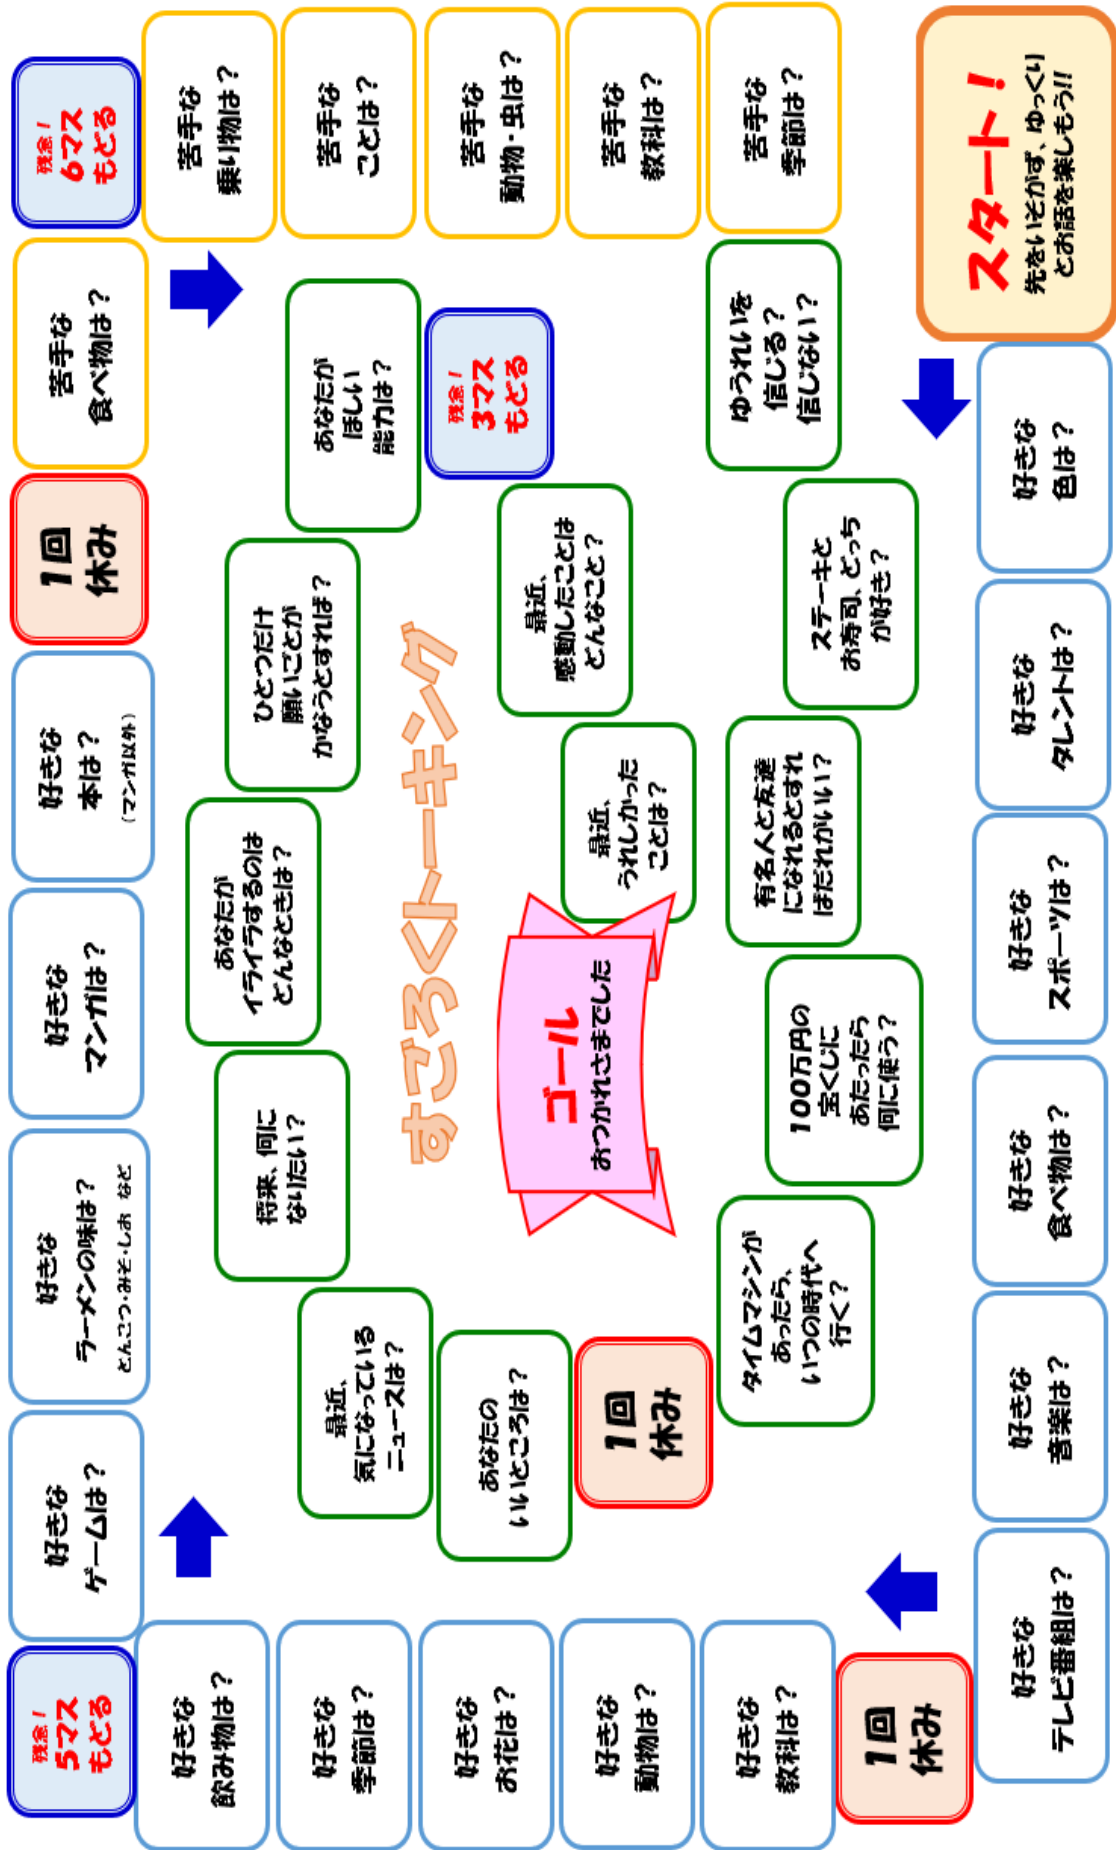 スタート！
先をいそがず、ゆっくり
とお話を楽しもう!!
好きな
色は？
好きな
タレントは？
好きな
スポーツは？
好きな
食べ物は？
好きな
音楽は？
好きな
テレビ番組は？
1回
休み
好きな
教科は？
好きな
動物は？
好きな
お花は？
好きな
季節は？
好きな
飲み物は？
残念！
5マス
もどる
好きな
ゲームは？
好きな
ラーメンの味は？
とんこつ・みそ・しお など
好きな
マンガは？
好きな
本は？
（マンガ以外）
1回
休み
苦手な
食べ物は？
残念！
6マス
もどる
苦手な
乗り物は？
苦手な
ことは？
苦手な
動物・虫は？
苦手な
教科は？
苦手な
季節は？
ゆうれいを
信じる？
信じない？
ステーキと
お寿司、どっち
が好き？
有名人と友達
になれるとすれ
ばだれがいい？
100万円の
宝くじに
あたったら
何に使う？
タイムマシンが
あったら、
いつの時代へ
行く？
1回
休み
あなたの
いいところは？
最近、
気になっている
ニュースは？
将来、何に
なりたい？
あなたが
イライラするのは
どんなときは？
ひとつだけ
願いごとが
かなうとすれば？
あなたが
ほしい
能力は？
残念！
3マス
もどる
最近、
感動したことは
どんなこと？
最近、
うれしかった
ことは？
ゴール
おつかれさまでした
すごろくトーキング